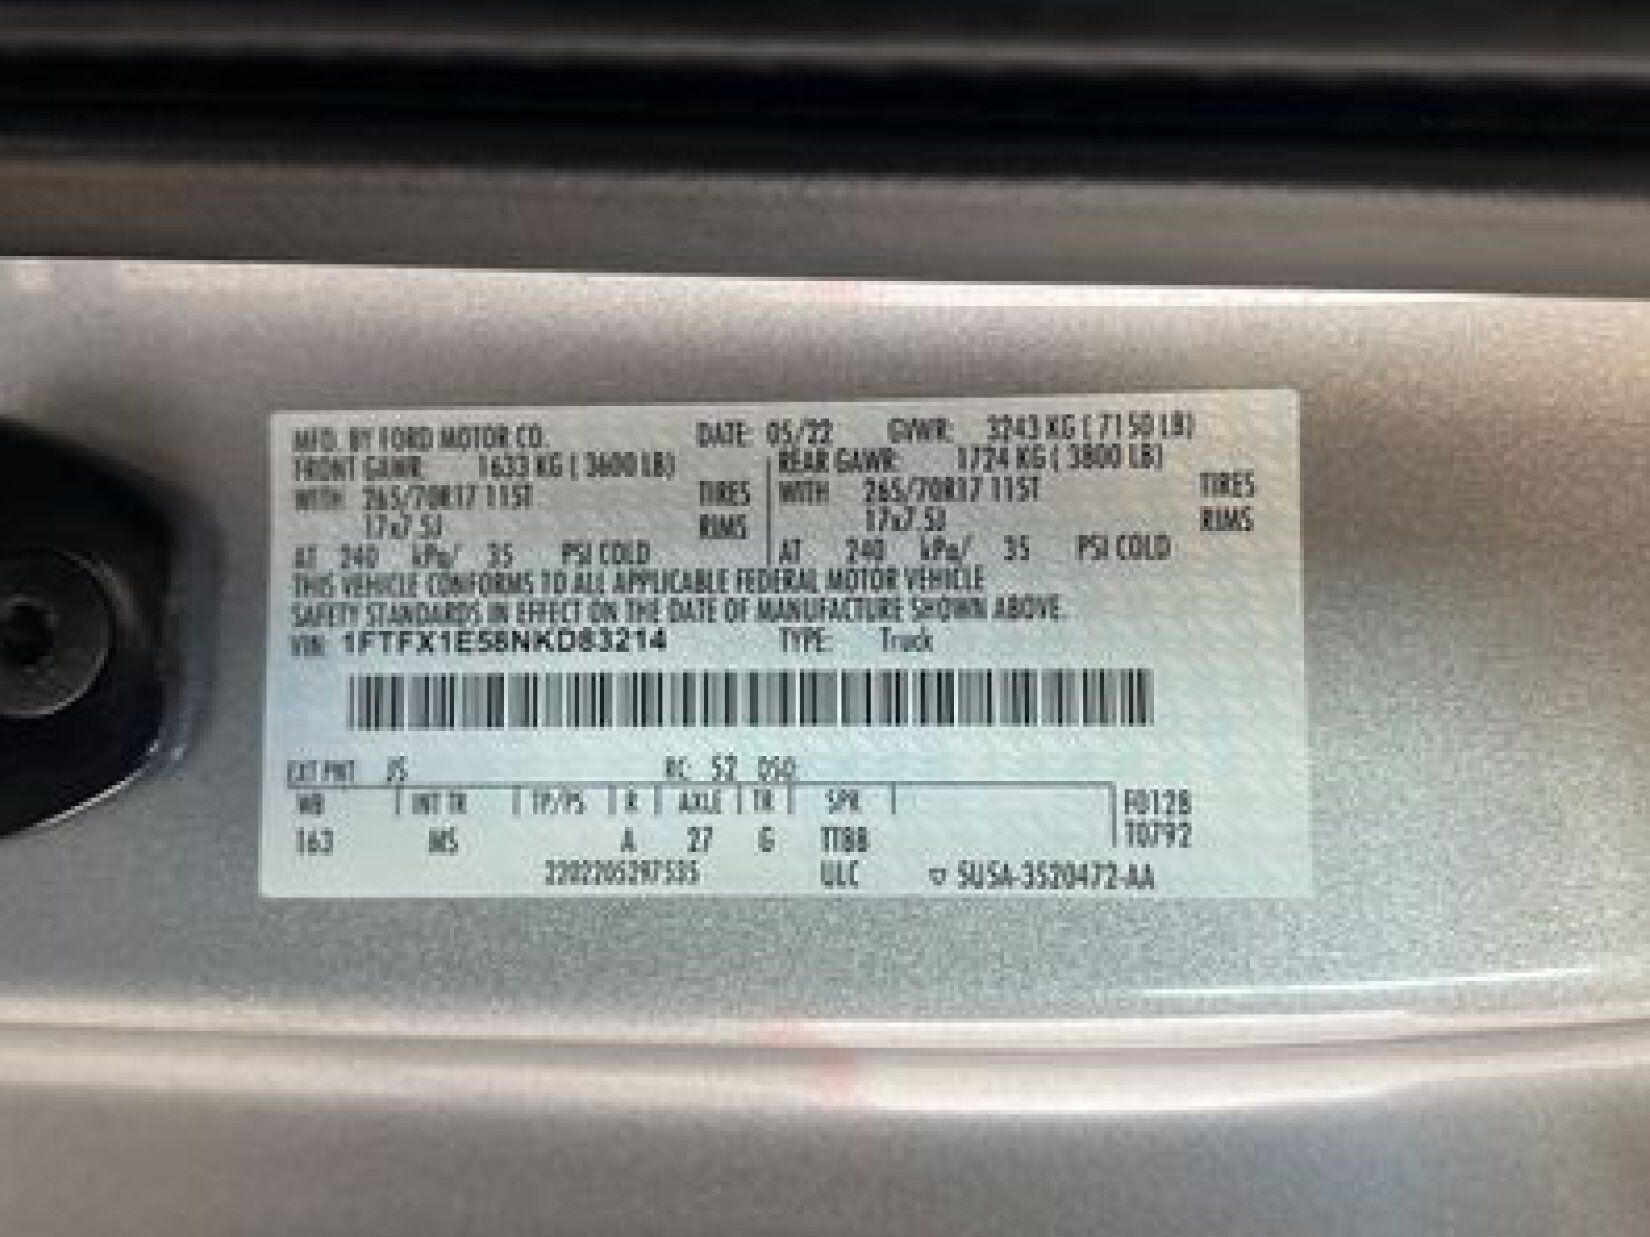 MFD. BY FORD MOTOR CO. DATE: 05/22 GVWR: 3243 KG ( 7150 LB)
FRONT GAWR: 1633 KG ( 3600 LB) REAR GAWR: 1724 KG ( 3800 LB)
WITH 265/70R17 115T TIRES WITH 265/70R17 115T TIRES
17x7.5J RIMS 17x7.5J RIMS
AT 240 kPa/ 35 PSI COLD AT 240 kPa/ 35 PSI COLD
THIS VEHICLE CONFORMS TO ALL APPLICABLE FEDERAL MOTOR VEHICLE
SAFETY STANDARDS IN EFFECT ON THE DATE OF MANUFACTURE SHOWN ABOVE.
VIN: 1FTFX1E58NKD83214 TYPE: Truck
EXT PNT JS RC: 52 DSO:
WB INT TR TP/PS R AXLE TR SPR F0128
163 MS A 27 G TT88 T0792
2202205297535 ULC ▽ 5U5A-3520472-AA